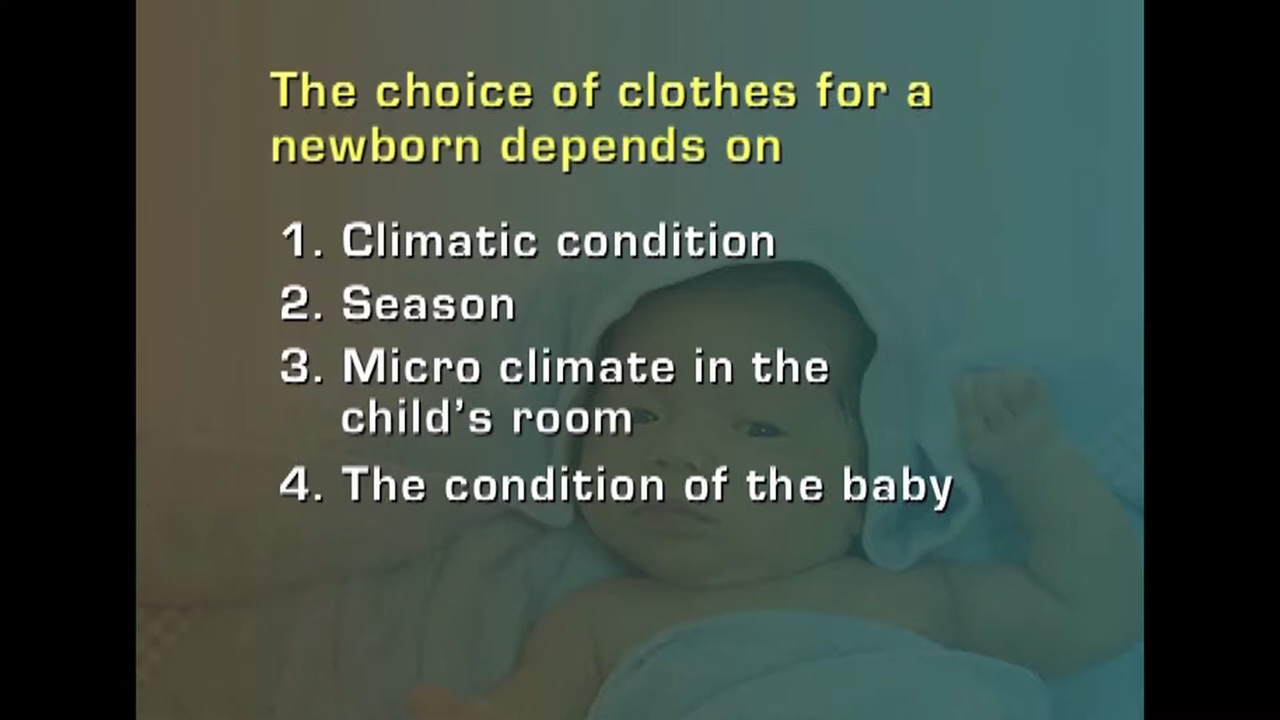 The choice of clothes for a
newborn depends on
1. Climatic condition
2. Season
3. Micro climate in the
child's room
4. The condition of the baby